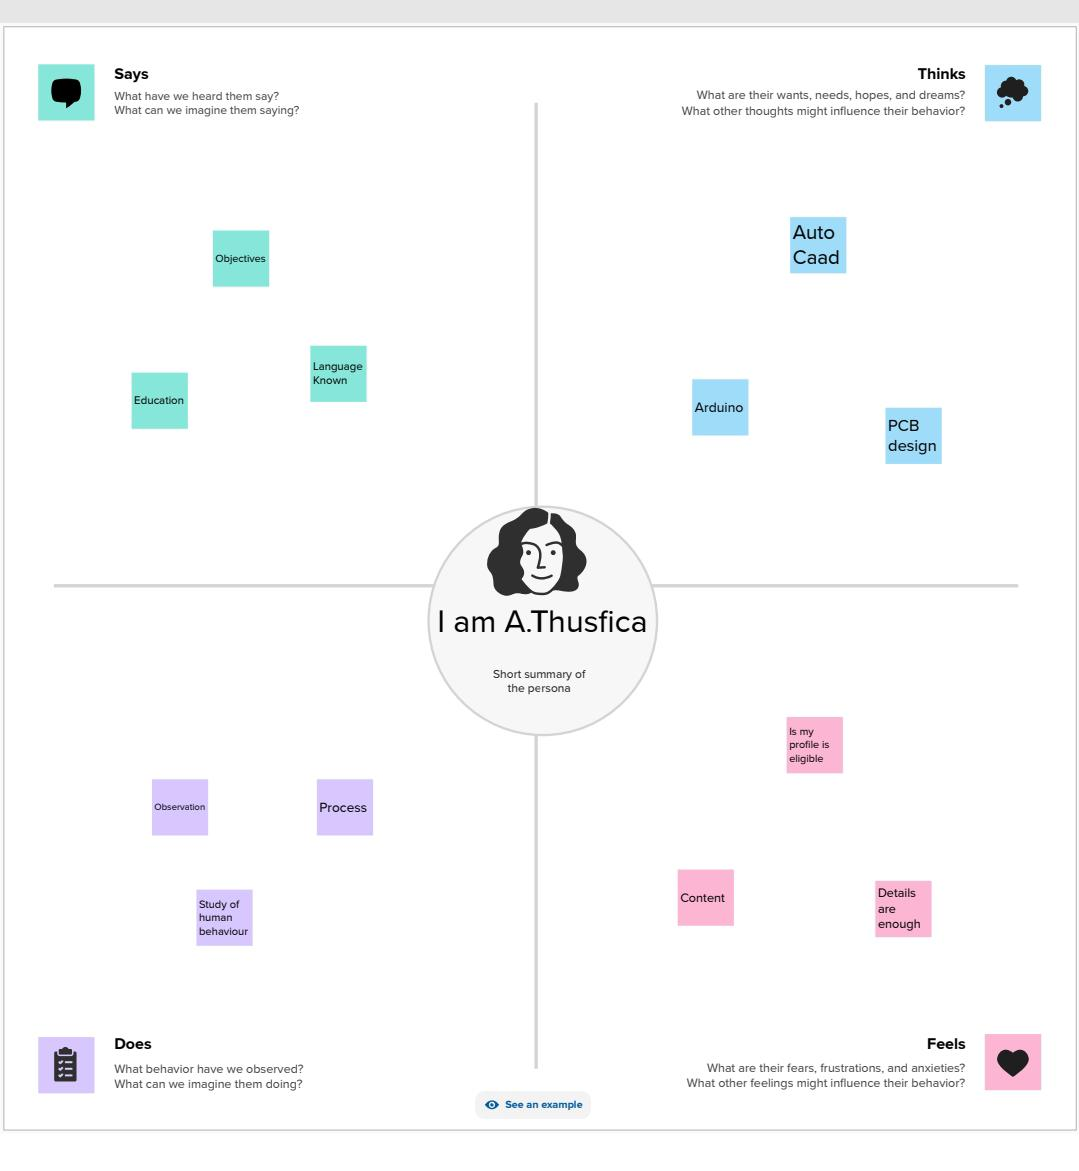 Says
What have we heard them say?
What can we imagine them saying?
Thinks
What are their wants, needs, hopes, and dreams?
What other thoughts might influence their behavior?
Objectives
Language
Known
Education
Auto
Caad
Arduino
PCB
design
I am A.Thusfica
Short summary of
the persona
Observation
Process
Study of
human
behaviour
Is my
profile is
eligible
Content
Details
are
enough
Does
What behavior have we observed?
What can we imagine them doing?
Feels
What are their fears, frustrations, and anxieties?
What other feelings might influence their behavior?
See an example